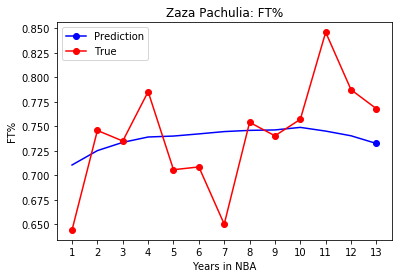 Zaza Pachulia: FT%
Prediction
True
FT%
0.850
0.825
0.800
0.775
0.750
0.725
0.700
0.675
0.650
1 2 3 4 5 6 7 8 9 10 11 12 13
Years in NBA